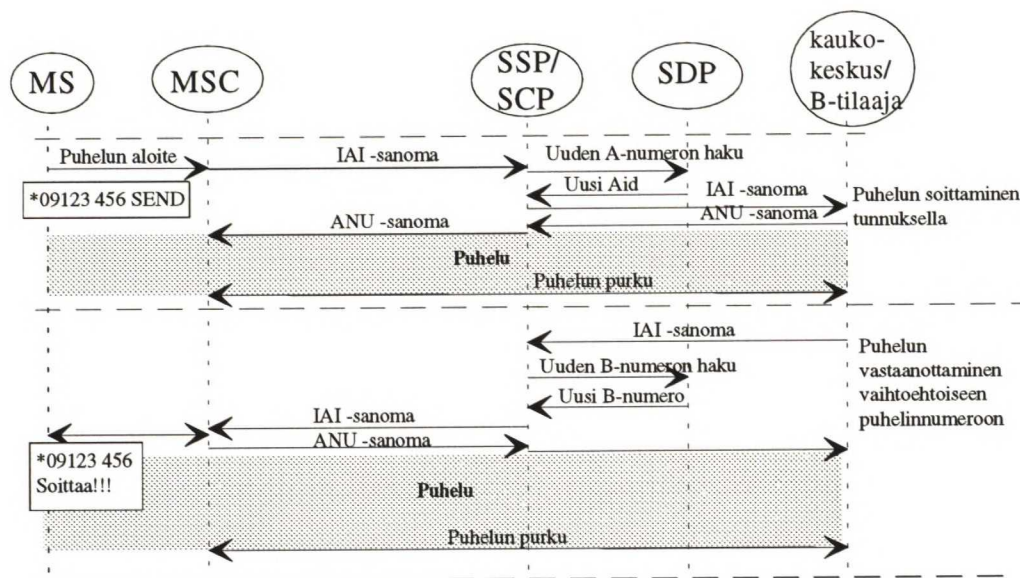 MS
MSC
SSP/
SCP
SDP
kauko-
keskus/
B-tilaaja
Puhelun aloite
IAI -sanoma
Uuden A-numeron haku
*09123 456 SEND
Uusi Aid
IAI -sanoma
ANU -sanoma
ANU -sanoma
Puhelun soittaminen
tunnuksella
Puhelu
Puhelun purku
IAI -sanoma
Uuden B-numeron haku
Uusi B-numero
Puhelun
vastaanottaminen
vaihtoehtoiseen
puhelinnumeroon
IAI -sanoma
ANU -sanoma
*09123 456
Soittaa!!!
Puhelu
Puhelun purku